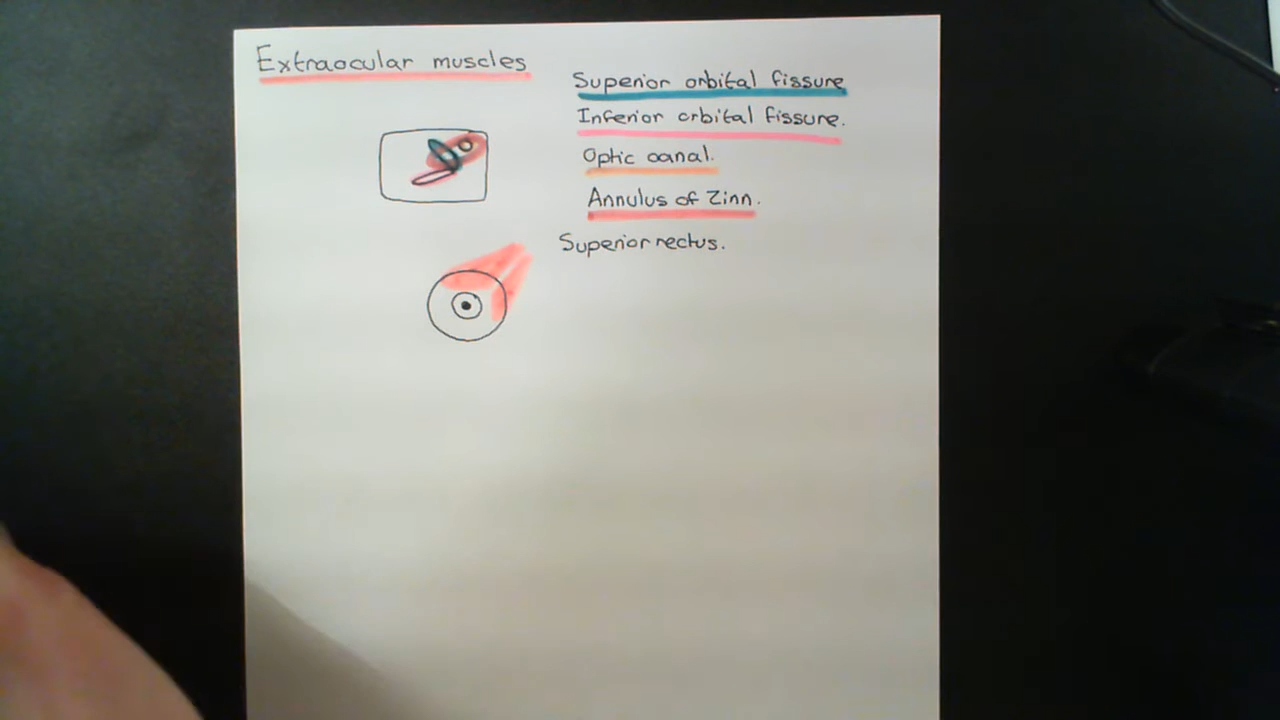 Extraocular muscles
Superior orbital fissure
Inferior orbital fissure.
Optic canal.
Annulus of Zinn.
Superior rectus.